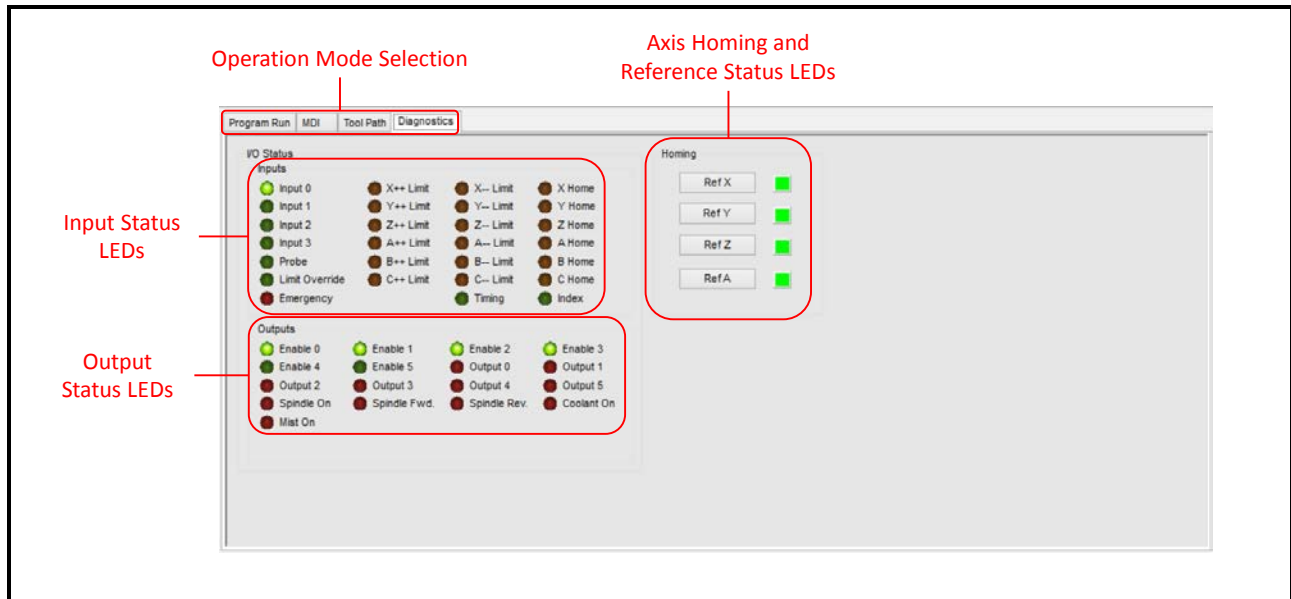 Operation Mode Selection
Axis Homing and
Reference Status LEDs
Program Run MDI Tool Path Diagnostics
I/O Status
Inputs
Input 0 X++ Limit X-- Limit X Home
Input 1 Y++ Limit Y-- Limit Y Home
Input 2 Z++ Limit Z-- Limit Z Home
Input 3 A++ Limit A-- Limit A Home
Probe B++ Limit B-- Limit B Home
Limit Override C++ Limit C-- Limit C Home
Emergency Timing Index
Homing
Ref X
Ref Y
Ref Z
Ref A
Input Status
LEDs
Outputs
Enable 0 Enable 1 Enable 2 Enable 3
Enable 4 Enable 5 Output 0 Output 1
Output 2 Output 3 Output 4 Output 5
Spindle On Spindle Fwd. Spindle Rev. Coolant On
Mist On
Output
Status LEDs